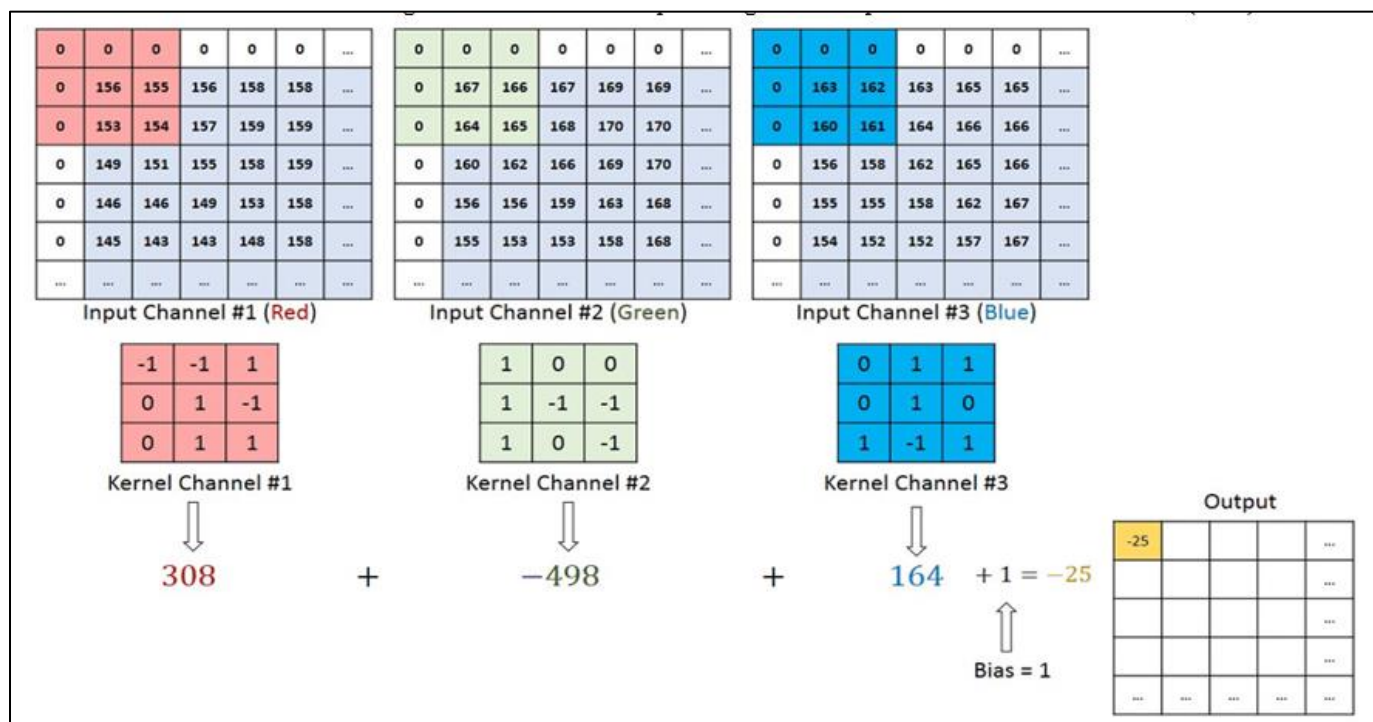 0 0 0 0 0 0 ...
0 156 155 156 158 158 ...
0 153 154 157 159 159 ...
0 149 151 155 158 159 ...
0 146 146 149 153 158 ...
0 145 143 143 148 158 ...
... ... ... ... ... ... ...
Input Channel #1 (Red)
0 0 0 0 0 0 ...
0 167 166 167 169 169 ...
0 164 165 168 170 170 ...
0 160 162 166 169 170 ...
0 156 156 159 163 168 ...
0 155 153 153 158 168 ...
... ... ... ... ... ... ...
Input Channel #2 (Green)
0 0 0 0 0 0 ...
0 163 162 163 165 165 ...
0 160 161 164 166 166 ...
0 156 158 162 165 166 ...
0 155 155 158 162 167 ...
0 154 152 152 157 167 ...
... ... ... ... ... ... ...
Input Channel #3 (Blue)
-1 -1 1
0 1 -1
0 1 1
Kernel Channel #1
1 0 0
1 -1 -1
1 0 -1
Kernel Channel #2
0 1 1
0 1 0
1 -1 1
Kernel Channel #3
308 + −498 + 164 + 1 = −25
Bias = 1
Output
-25 ...
...
...
...
... ... ... ... ...